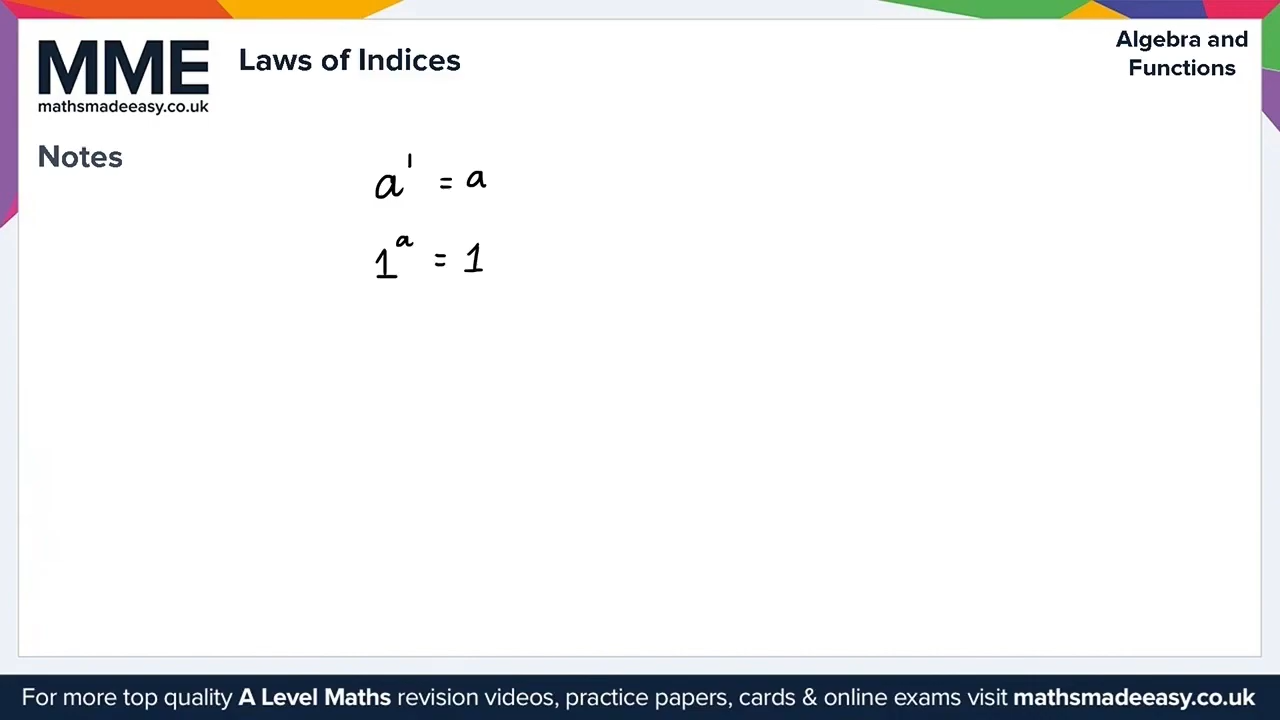 MME
mathsmadeeasy.co.uk
Laws of Indices
Algebra and
Functions
Notes
a¹ = a
1ᵃ = 1
For more top quality A Level Maths revision videos, practice papers, cards & online exams visit mathsmadeeasy.co.uk